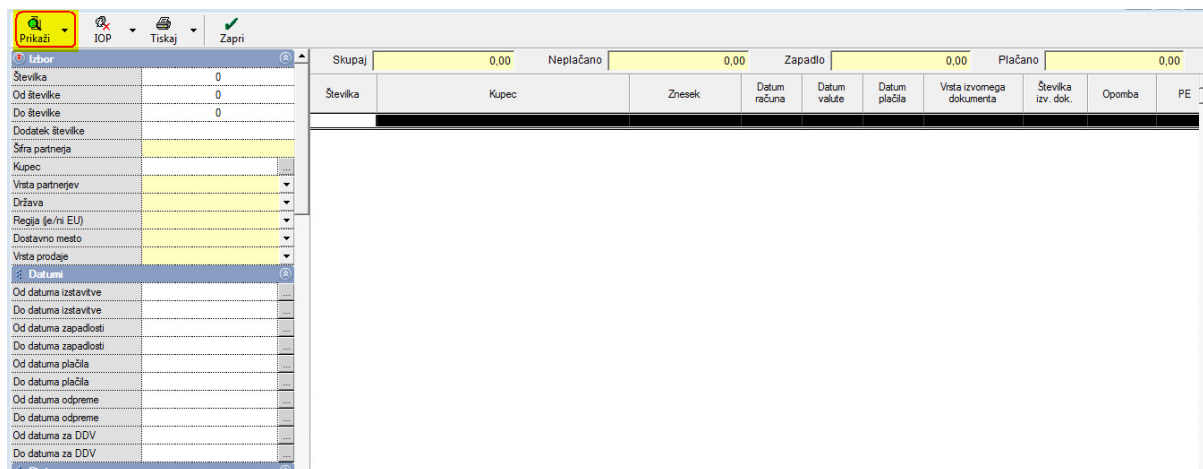 Prikaži IOP Tiskaj Zapri
Izbor
Številka 0
Od številke 0
Do številke 0
Dodatek številke
Šifra partnerja
Kupec ...
Vrsta partnerjev
Država
Regija (je/ni EU)
Dostavno mesto
Vrsta prodaje
Datumi
Od datuma izstavitve ...
Do datuma izstavitve ...
Od datuma zapadlosti ...
Do datuma zapadlosti ...
Od datuma plačila ...
Do datuma plačila ...
Od datuma odpreme ...
Do datuma odpreme ...
Od datuma za DDV ...
Do datuma za DDV ...
Skupaj 0,00 Neplačano 0,00 Zapadlo 0,00 Plačano 0,00
Številka Kupec Znesek Datum računa Datum valute Datum plačila Vrsta izvornega dokumenta Številka izv. dok. Opomba PE